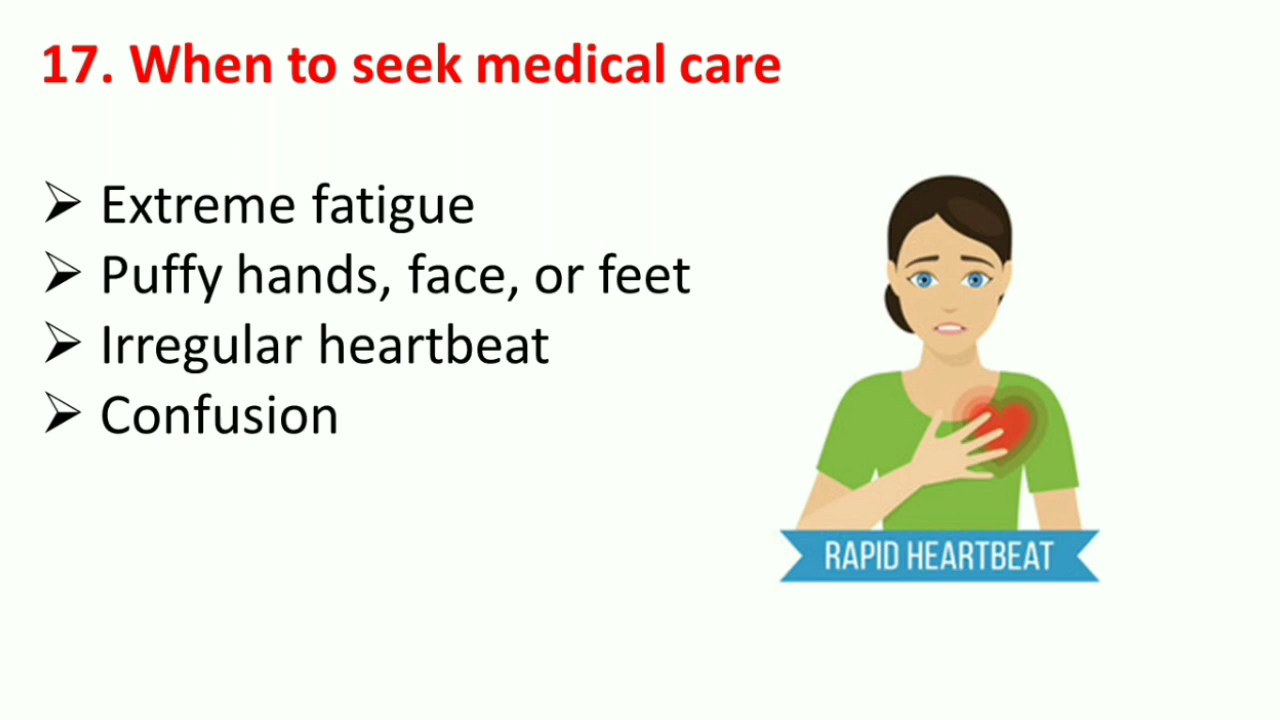 17. When to seek medical care
➢ Extreme fatigue
➢ Puffy hands, face, or feet
➢ Irregular heartbeat
➢ Confusion
RAPID HEARTBEAT